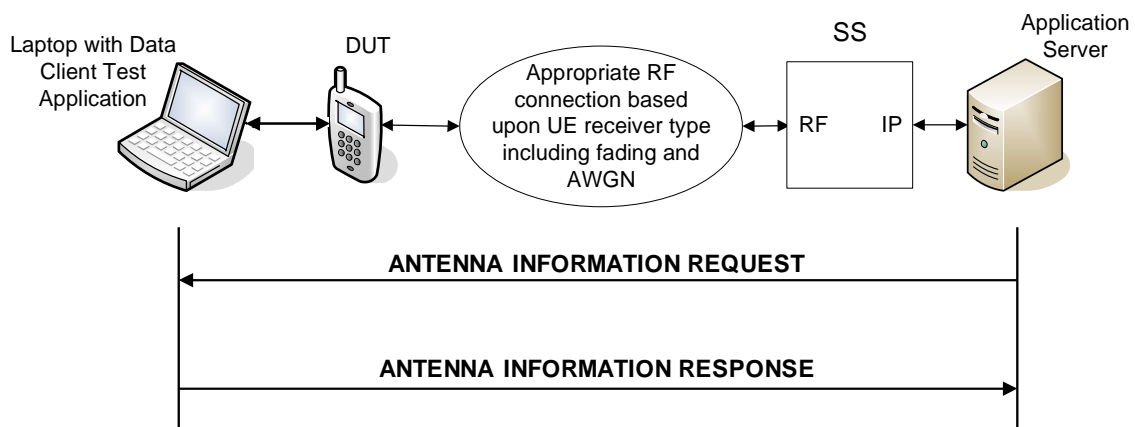 Laptop with Data
Client Test
Application
DUT
Appropriate RF
connection based
upon UE receiver type
including fading and
AWGN
SS
RF
IP
Application
Server
ANTENNA INFORMATION REQUEST
ANTENNA INFORMATION RESPONSE